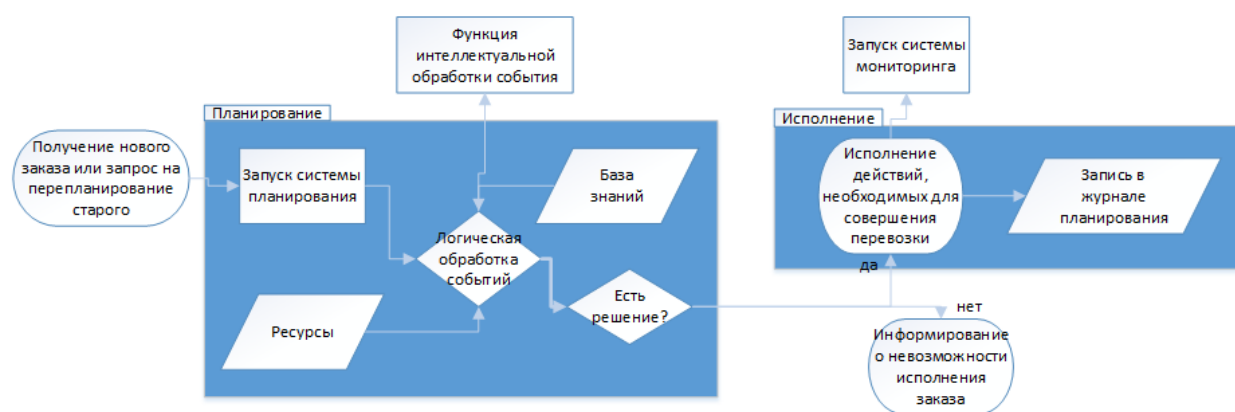 Функция
интеллектуальной
обработки события
Запуск системы
мониторинга
Планирование
Исполнение
Получение нового
заказа или запрос на
перепланирование
старого
Запуск системы
планирования
База
знаний
Логическая
обработка
событий
Ресурсы
Есть
решение?
Исполнение
действий,
необходимых для
совершения
перевозки
Запись в
журнале
планирования
да
нет
Информирование
о невозможности
исполнения
заказа